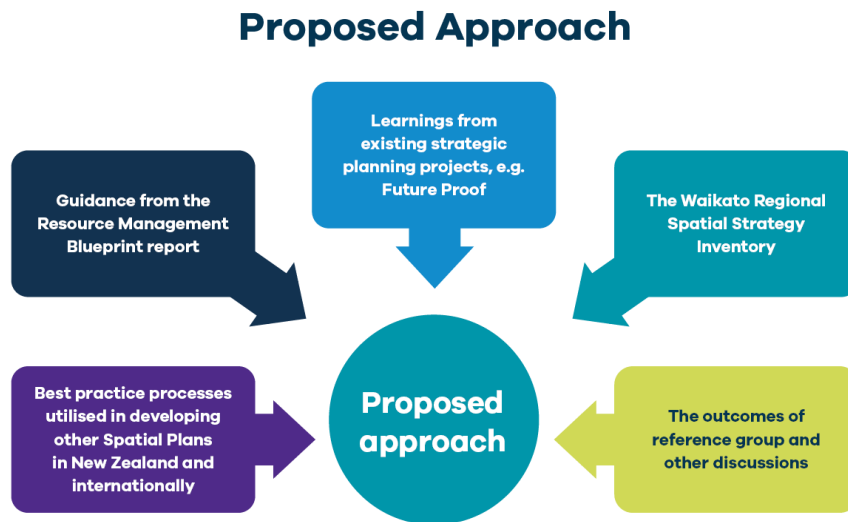 Proposed Approach
Learnings from
existing strategic
planning projects, e.g.
Future Proof
Guidance from the
Resource Management
Blueprint report
The Waikato Regional
Spatial Strategy
Inventory
Best practice processes
utilised in developing
other Spatial Plans
in New Zealand and
internationally
Proposed
approach
The outcomes of
reference group and
other discussions